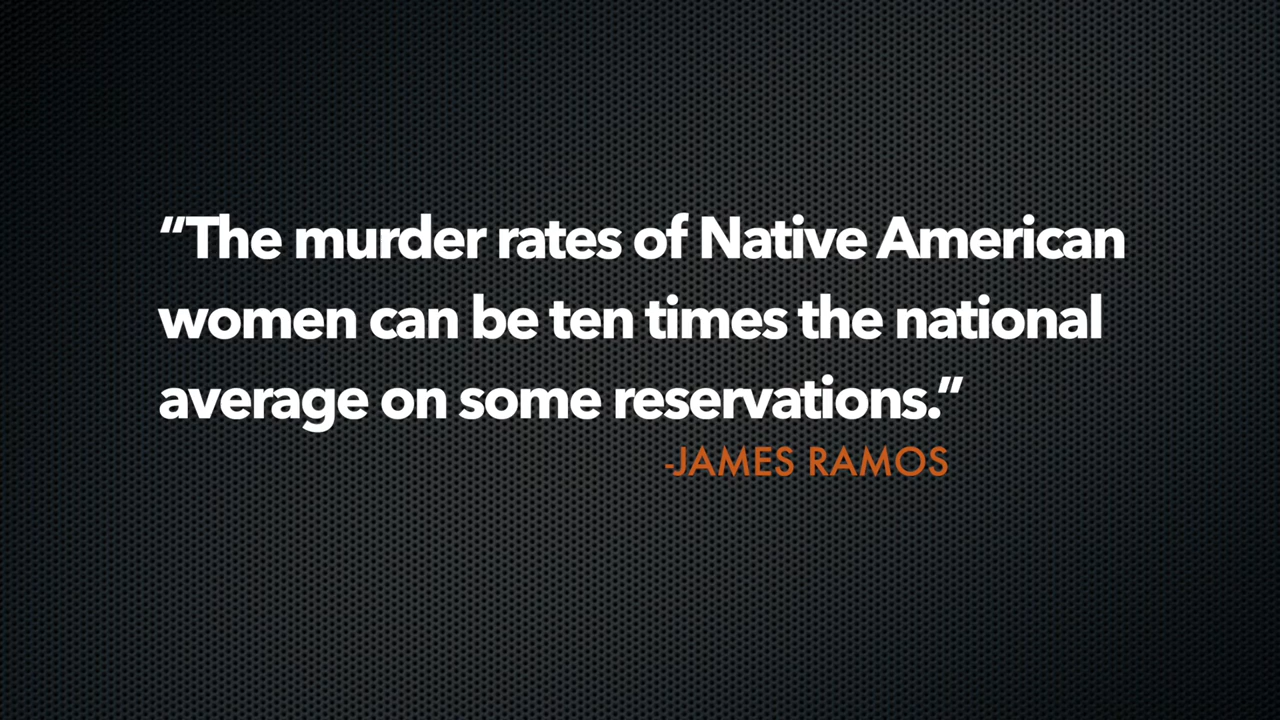 “The murder rates of Native American
women can be ten times the national
average on some reservations.”
-JAMES RAMOS